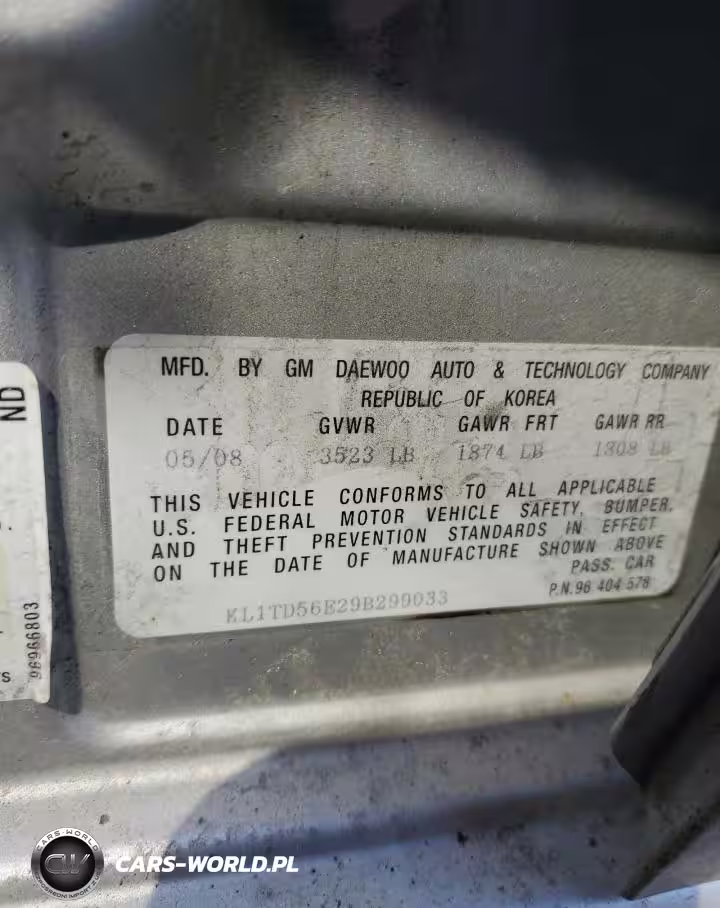 MFD. BY GM DAEWOO AUTO & TECHNOLOGY COMPANY
REPUBLIC OF KOREA
DATE GVWR GAWR FRT GAWR RR
05/08 3523 LB 1874 LB 1808 LB
THIS VEHICLE CONFORMS TO ALL APPLICABLE
U.S. FEDERAL MOTOR VEHICLE SAFETY, BUMPER,
AND THEFT PREVENTION STANDARDS IN EFFECT
ON THE DATE OF MANUFACTURE SHOWN ABOVE
PASS. CAR
P.N. 96 404 578
KL1TD56E29B299033
ND
96966803
CARS-WORLD
CW
CARS-WORLD.PL